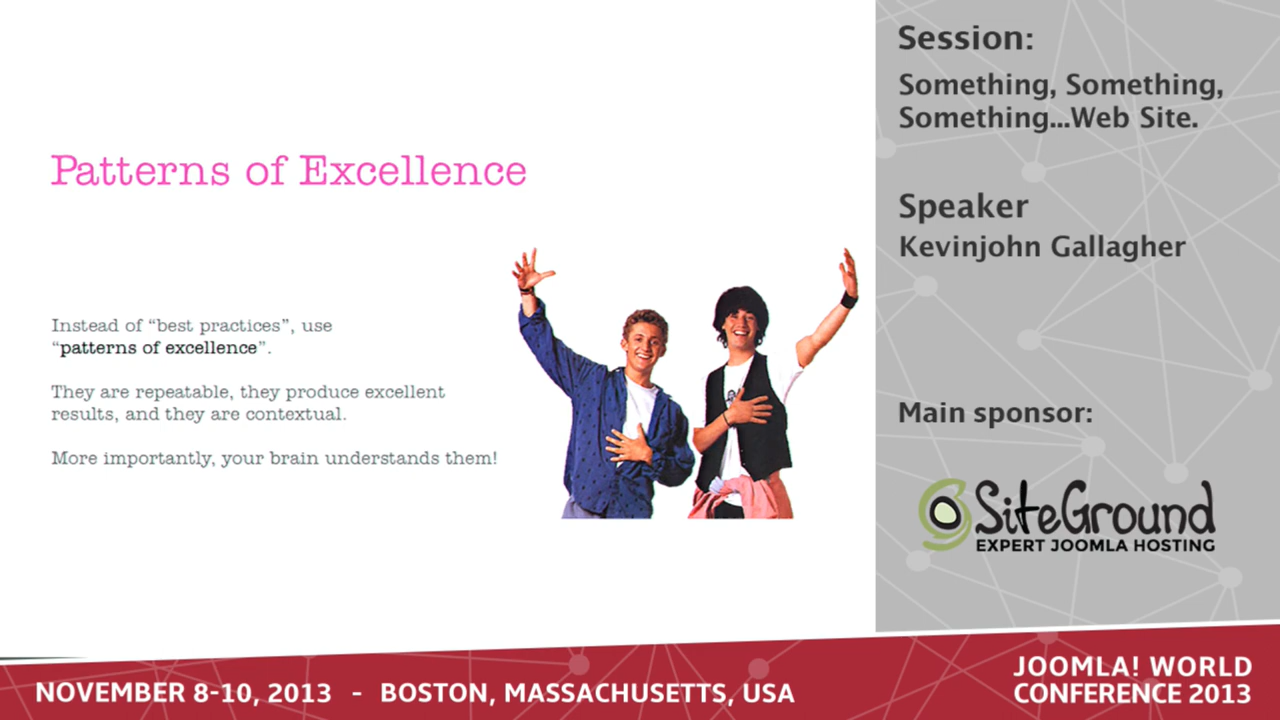 Patterns of Excellence
Instead of “best practices”, use
“patterns of excellence”.
They are repeatable, they produce excellent
results, and they are contextual.
More importantly, your brain understands them!
Session:
Something, Something,
Something...Web Site.
Speaker
Kevinjohn Gallagher
Main sponsor:
SiteGround
EXPERT JOOMLA HOSTING
NOVEMBER 8-10, 2013 - BOSTON, MASSACHUSETTS, USA
JOOMLA! WORLD
CONFERENCE 2013